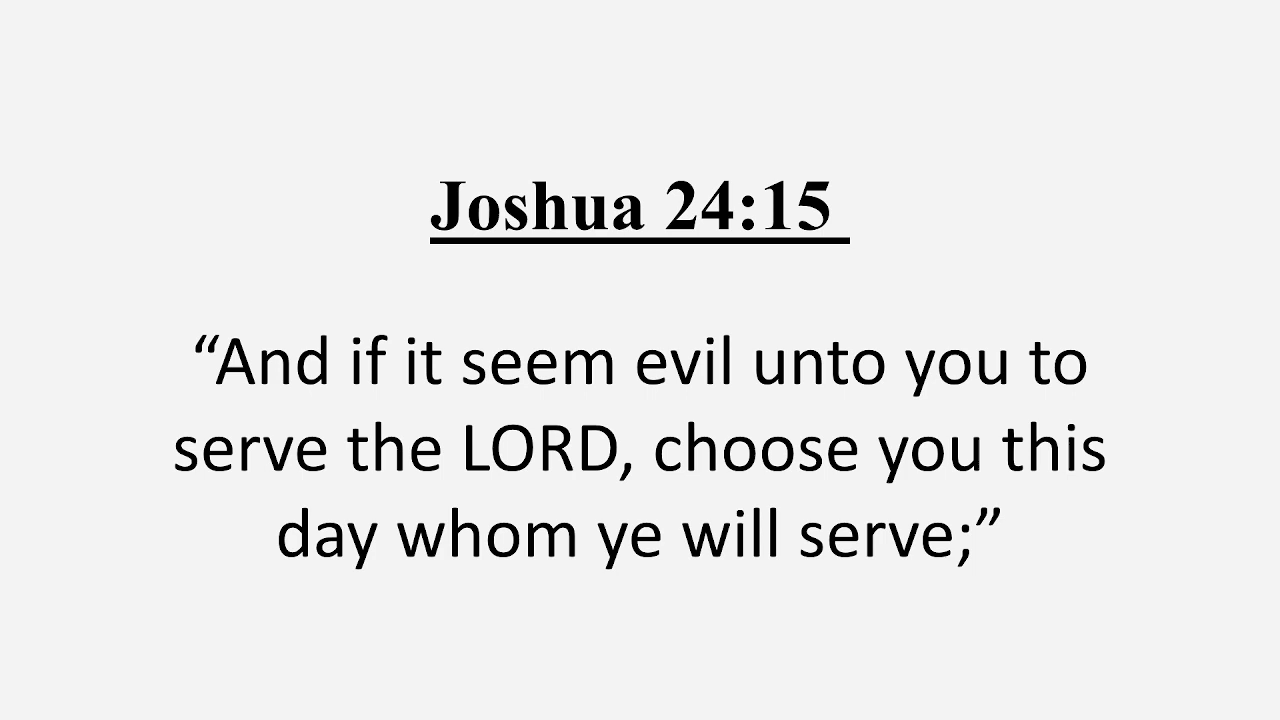 Joshua 24:15
“And if it seem evil unto you to
serve the LORD, choose you this
day whom ye will serve;”